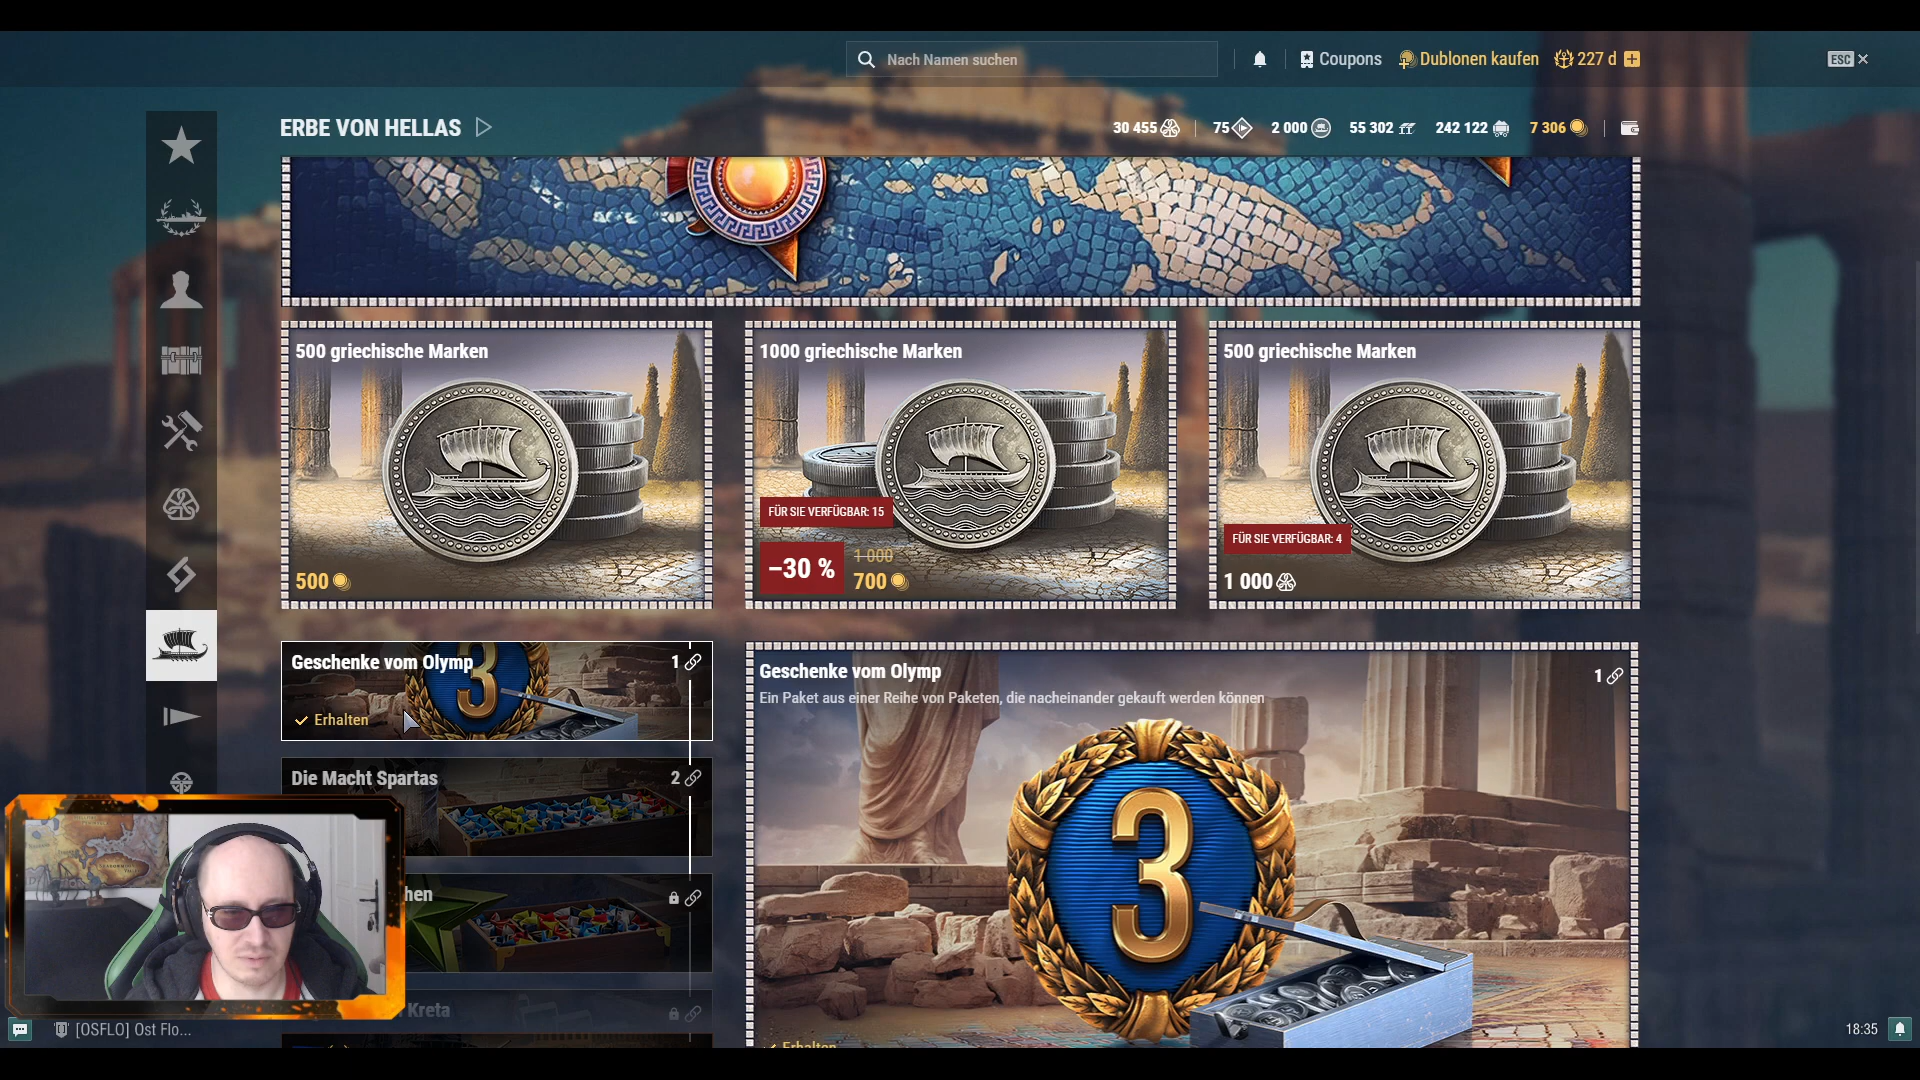 Nach Namen suchen
Coupons
Dublonen kaufen
227 d
ESC
ERBE VON HELLAS
30 455
75
2 000
55 302
242 122
7 306
500 griechische Marken
500
1000 griechische Marken
FÜR SIE VERFÜGBAR: 15
–30 %
1 000
700
500 griechische Marken
FÜR SIE VERFÜGBAR: 4
1 000
Geschenke vom Olymp
1
3
Erhalten
Die Macht Spartas
2
hen
Kreta
Geschenke vom Olymp
1
Ein Paket aus einer Reihe von Paketen, die nacheinander gekauft werden können
3
Erhalten
[OSFLO] Ost Flo...
18:35